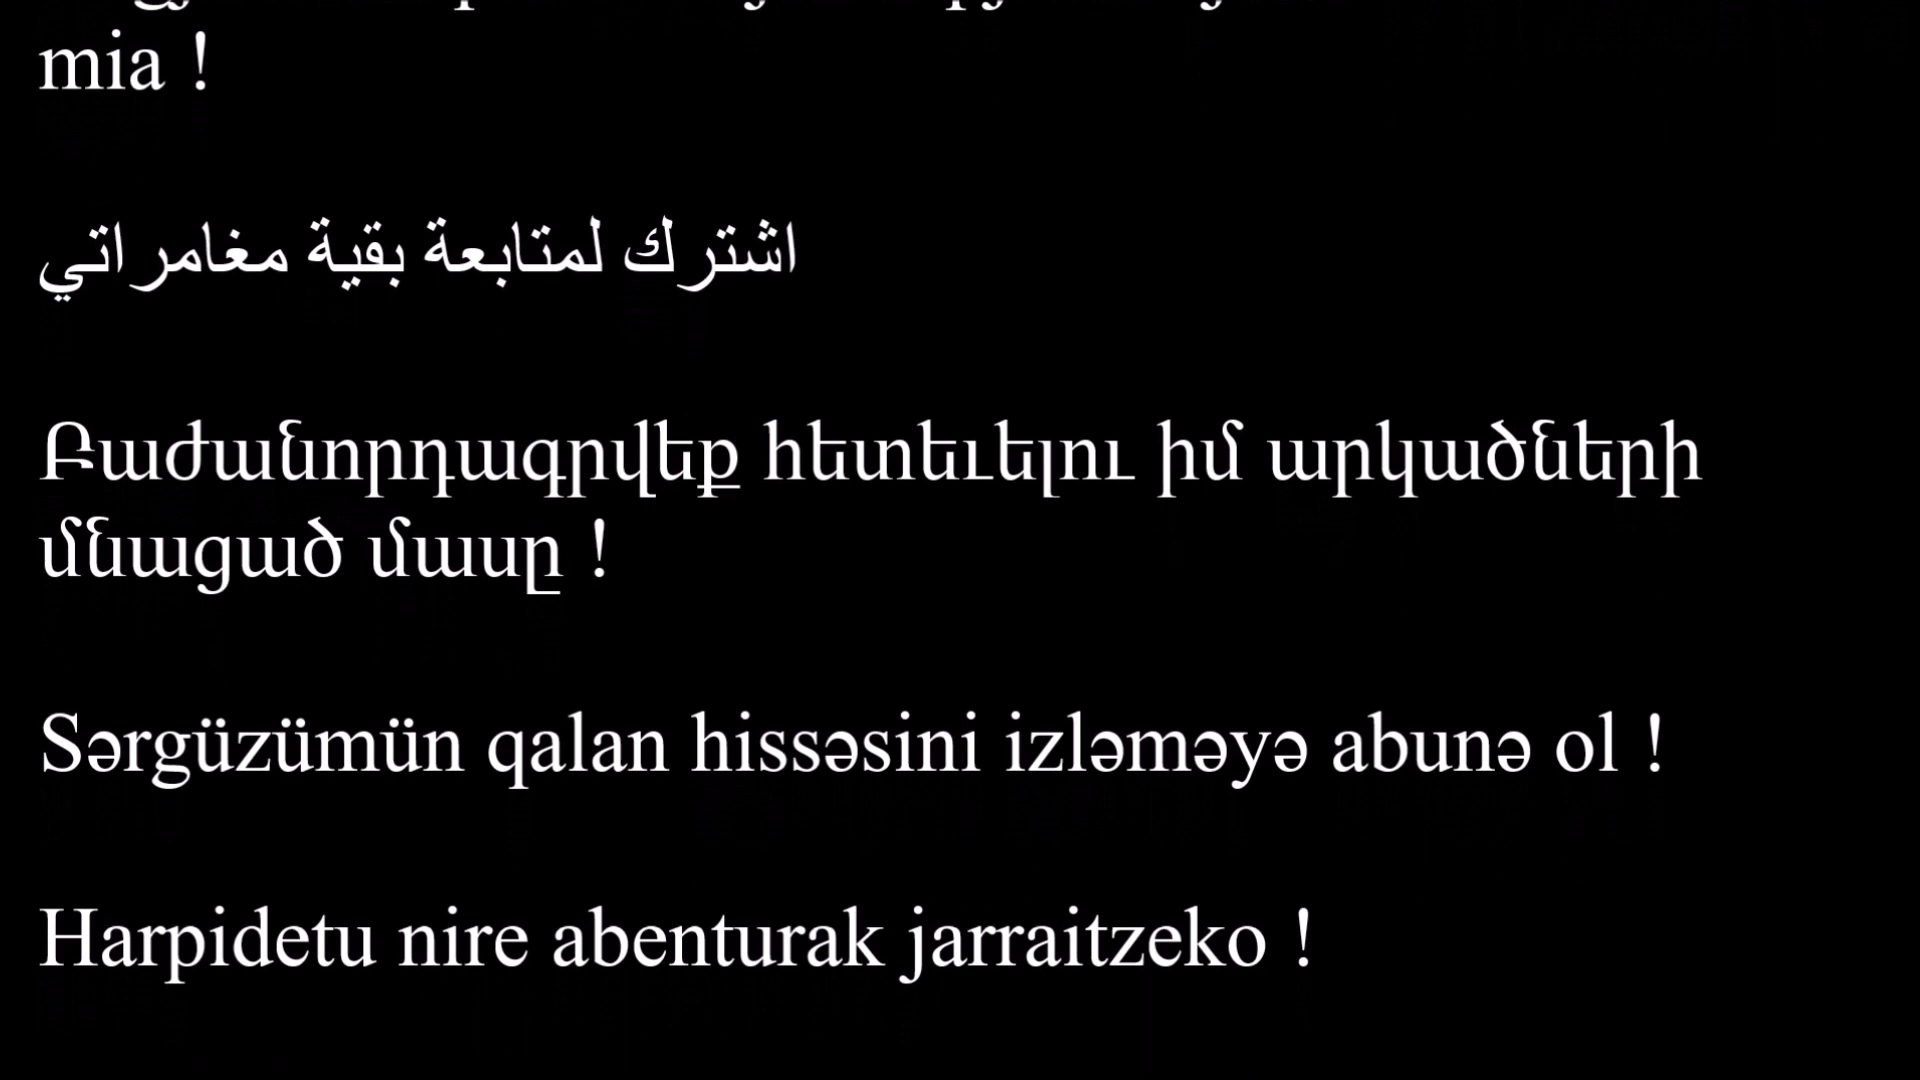 mia !
اشترك لمتابعة بقية مغامراتي
Բաժանորդագրվեք հետեւելու իմ արկածների
մնացած մասը !
Sərgüzümün qalan hissəsini izləməyə abunə ol !
Harpidetu nire abenturak jarraitzeko !